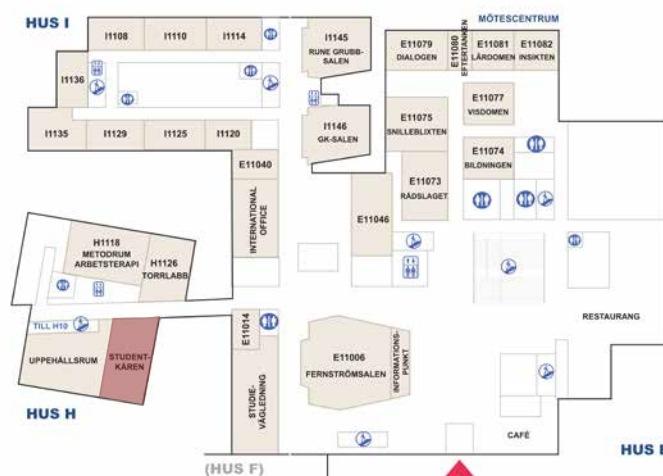 HUS I
MÖTESCENTRUM
I1108
I1110
I1114
I1145
RUNE GRUBB-
SALEN
E11079
DIALOGEN
E11080
EFTERTANKEN
E11081
LÄRDOMEN
E11082
INSIKTEN
I1136
E11077
VISDOMEN
I1135
I1129
I1125
I1120
I1146
GK-SALEN
E11075
SNILLEBLIXTEN
E11074
BILDNINGEN
E11040
INTERNATIONAL
OFFICE
E11073
RÅDSLAGET
E11046
H1118
METODRUM
ARBETSTERAPI
H1126
TORRLABB
TILL H10
UPPEHÅLLSRUM
STUDENT-
KÅREN
E11014
STUDIE-
VÄGLEDNING
E11006
FERNSTRÖMSALEN
INFORMATIONS-
PUNKT
RESTAURANG
CAFÉ
HUS H
HUS E
(HUS F)